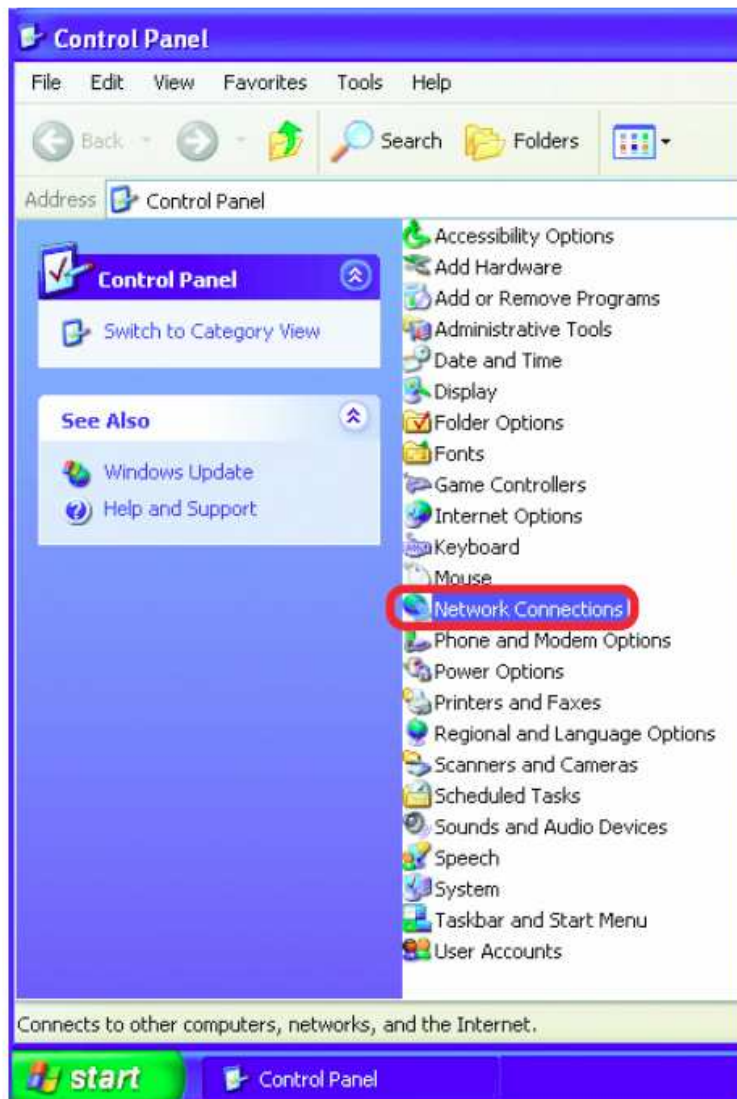 Control Panel
File Edit View Favorites Tools Help
Back Search Folders
Address Control Panel
Control Panel
Switch to Category View
See Also
Windows Update
Help and Support
Accessibility Options
Add Hardware
Add or Remove Programs
Administrative Tools
Date and Time
Display
Folder Options
Fonts
Game Controllers
Internet Options
Keyboard
Mouse
Network Connections
Phone and Modem Options
Power Options
Printers and Faxes
Regional and Language Options
Scanners and Cameras
Scheduled Tasks
Sounds and Audio Devices
Speech
System
Taskbar and Start Menu
User Accounts
Connects to other computers, networks, and the Internet.
start Control Panel